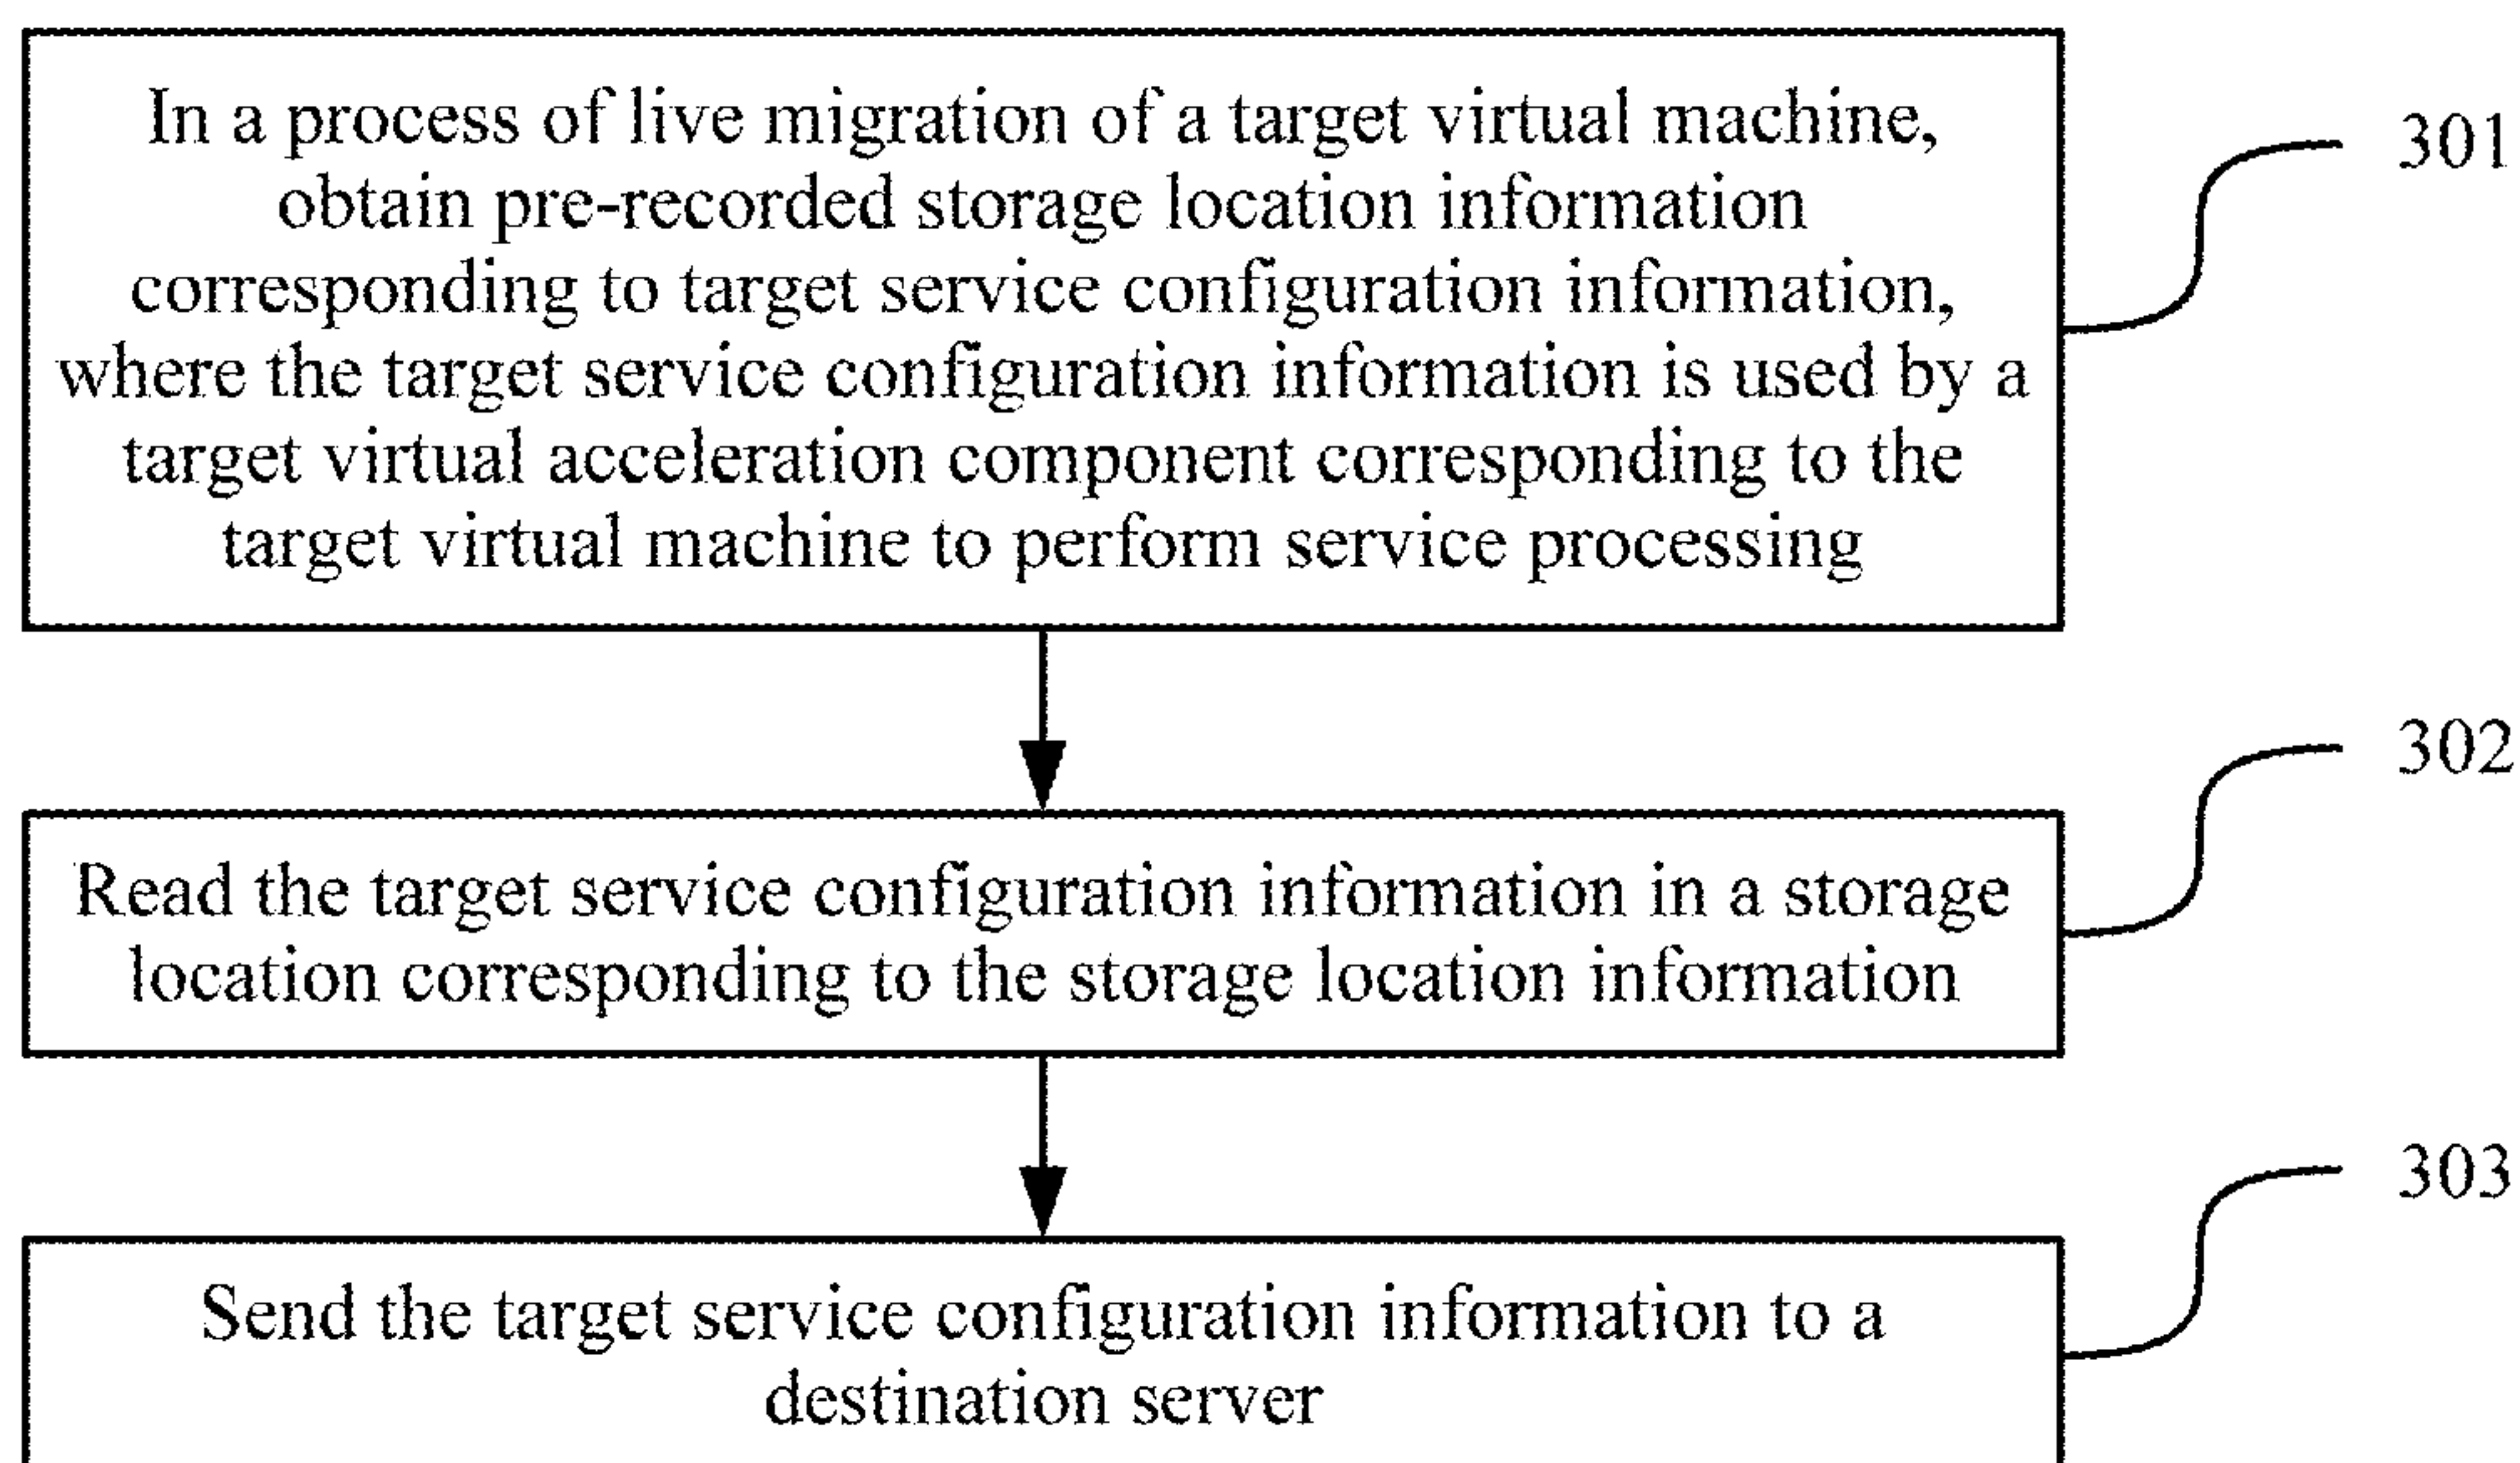 In a process of live migration of a target virtual machine,
obtain pre-recorded storage location information
corresponding to target service configuration information,
where the target service configuration information is used by a
target virtual acceleration component corresponding to the
target virtual machine to perform service processing
301
Read the target service configuration information in a storage
location corresponding to the storage location information
302
Send the target service configuration information to a
destination server
303